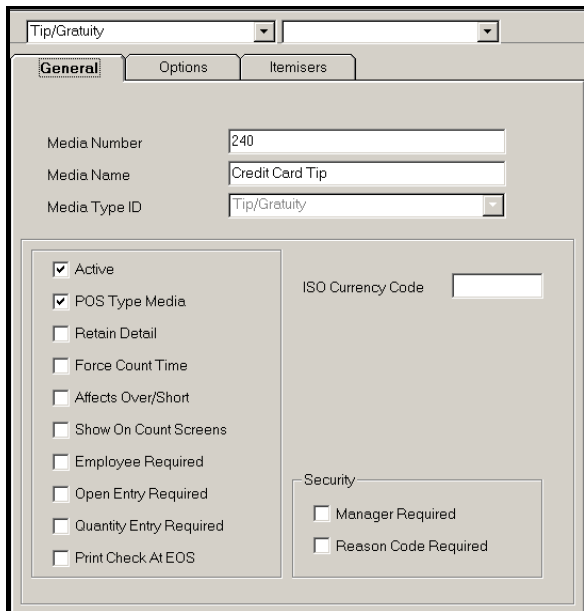 Tip/Gratuity
General Options Itemisers
Media Number 240
Media Name Credit Card Tip
Media Type ID Tip/Gratuity
Active
POS Type Media
Retain Detail
Force Count Time
Affects Over/Short
Show On Count Screens
Employee Required
Open Entry Required
Quantity Entry Required
Print Check At EOS
ISO Currency Code
Security
Manager Required
Reason Code Required